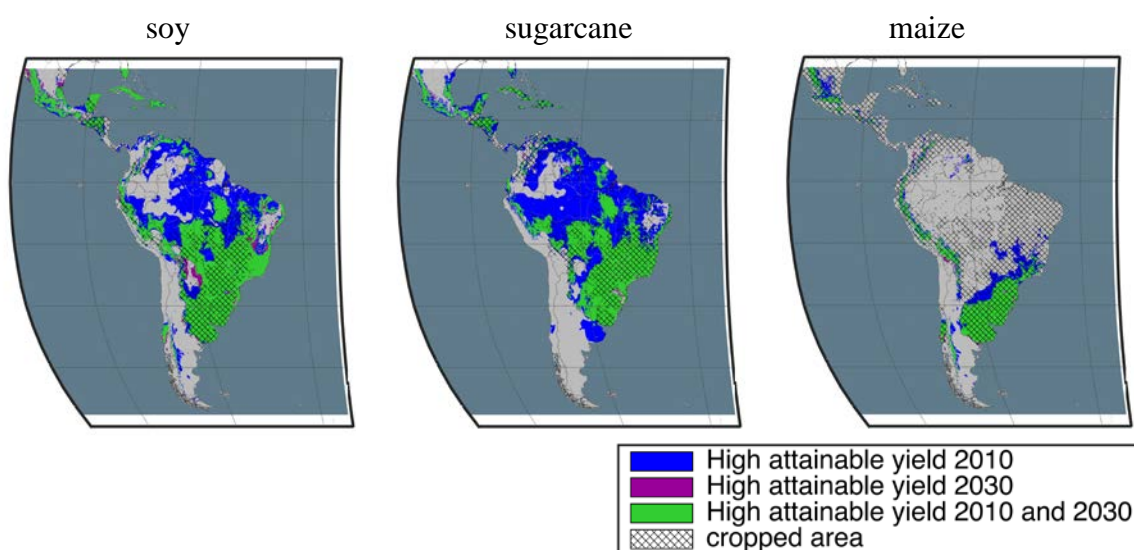 soy
sugarcane
maize
High attainable yield 2010
High attainable yield 2030
High attainable yield 2010 and 2030
cropped area